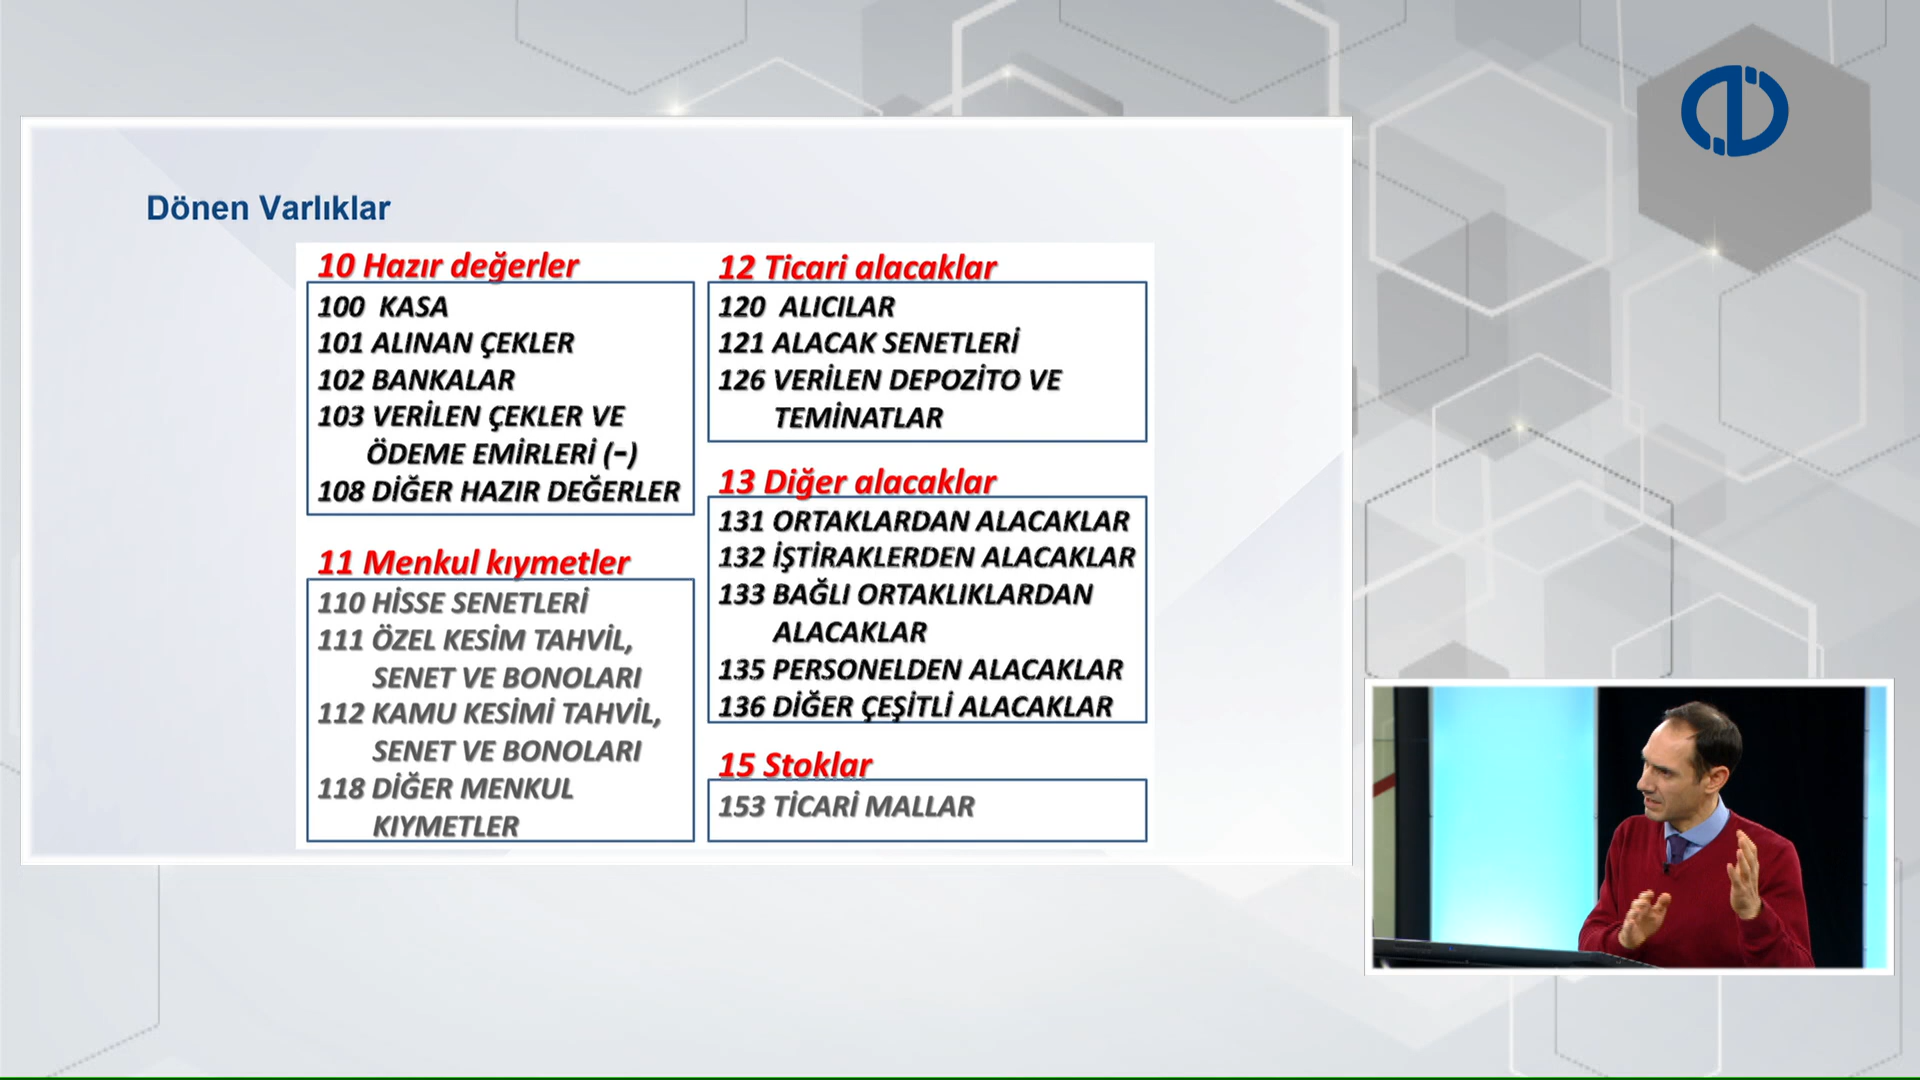 Dönen Varlıklar
10 Hazır değerler
100 KASA
101 ALINAN ÇEKLER
102 BANKALAR
103 VERİLEN ÇEKLER VE
ÖDEME EMİRLERİ (-)
108 DİĞER HAZIR DEĞERLER
11 Menkul kıymetler
110 HİSSE SENETLERİ
111 ÖZEL KESİM TAHVİL,
SENET VE BONOLARI
112 KAMU KESİMİ TAHVİL,
SENET VE BONOLARI
118 DİĞER MENKUL
KIYMETLER
12 Ticari alacaklar
120 ALICILAR
121 ALACAK SENETLERİ
126 VERİLEN DEPOZİTO VE
TEMİNATLAR
13 Diğer alacaklar
131 ORTAKLARDAN ALACAKLAR
132 İŞTİRAKLERDEN ALACAKLAR
133 BAĞLI ORTAKLIKLARDAN
ALACAKLAR
135 PERSONELDEN ALACAKLAR
136 DİĞER ÇEŞİTLİ ALACAKLAR
15 Stoklar
153 TİCARİ MALLAR